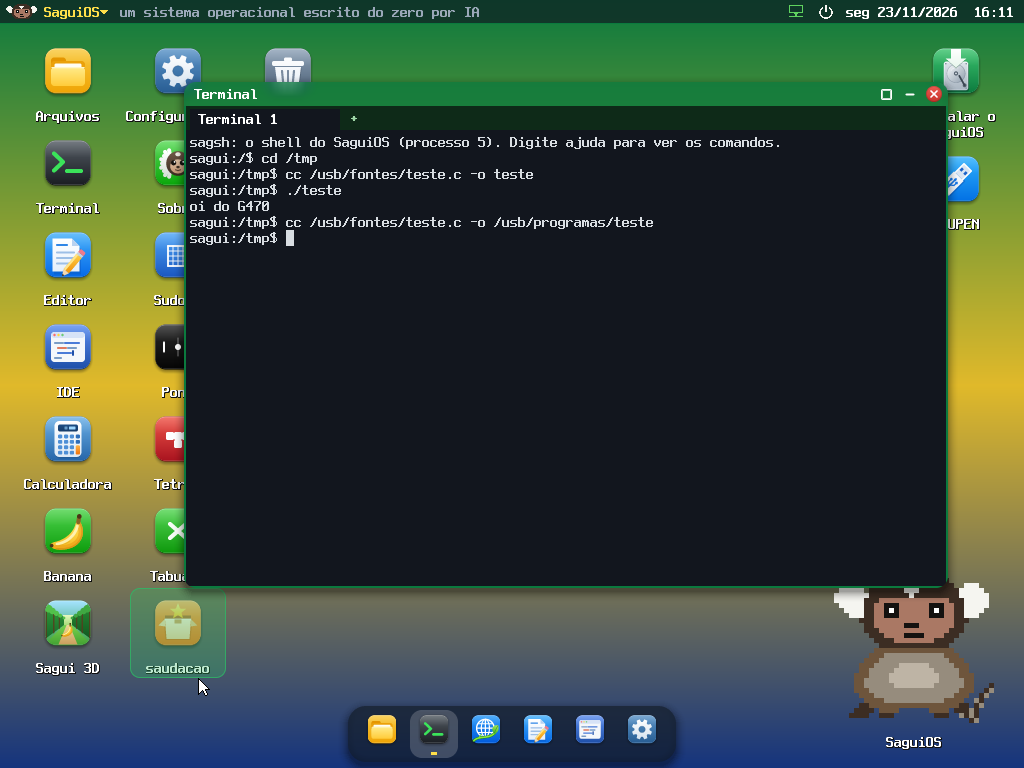 SaguiOS▾ um sistema operacional escrito do zero por IA
seg 23/11/2026 16:11
Arquivos
Terminal
Editor
IDE
Calculadora
Banana
Sagui 3D
saudacao
Terminal
Terminal 1 +
sagsh: o shell do SaguiOS (processo 5). Digite ajuda para ver os comandos.
sagui:/$ cd /tmp
sagui:/tmp$ cc /usb/fontes/teste.c -o teste
sagui:/tmp$ ./teste
oi do G470
sagui:/tmp$ cc /usb/fontes/teste.c -o /usb/programas/teste
sagui:/tmp$
SaguiOS